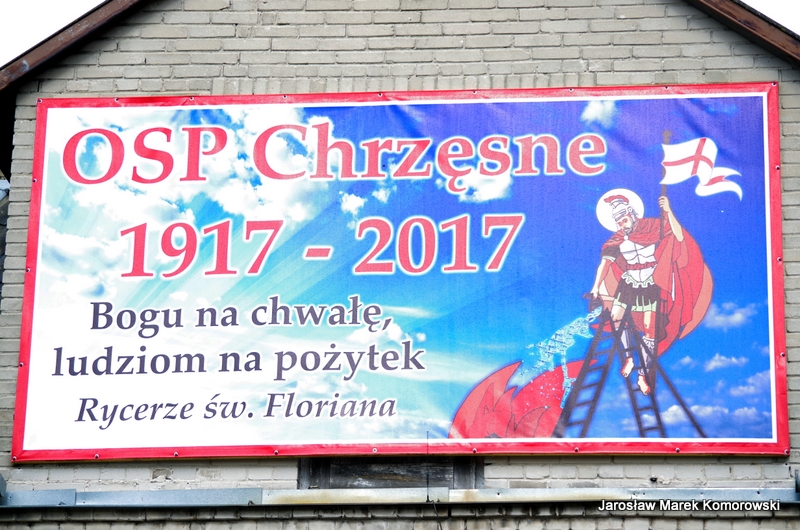 OSP Chrzęsne
1917 - 2017
Bogu na chwałę,
ludziom na pożytek
Rycerze św. Floriana
Jarosław Marek Komorowski